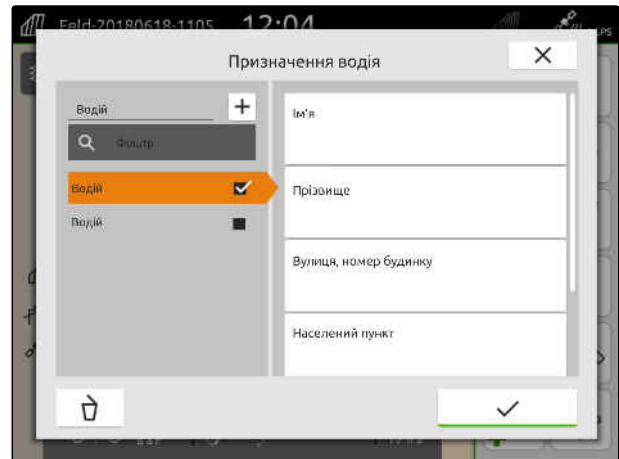 Feld-20180618-1105 12:04
Призначення водія
Водій
Фільтр
Водій
Водій
Ім'я
Прізвище
Вулиця, номер будинку
Населений пункт